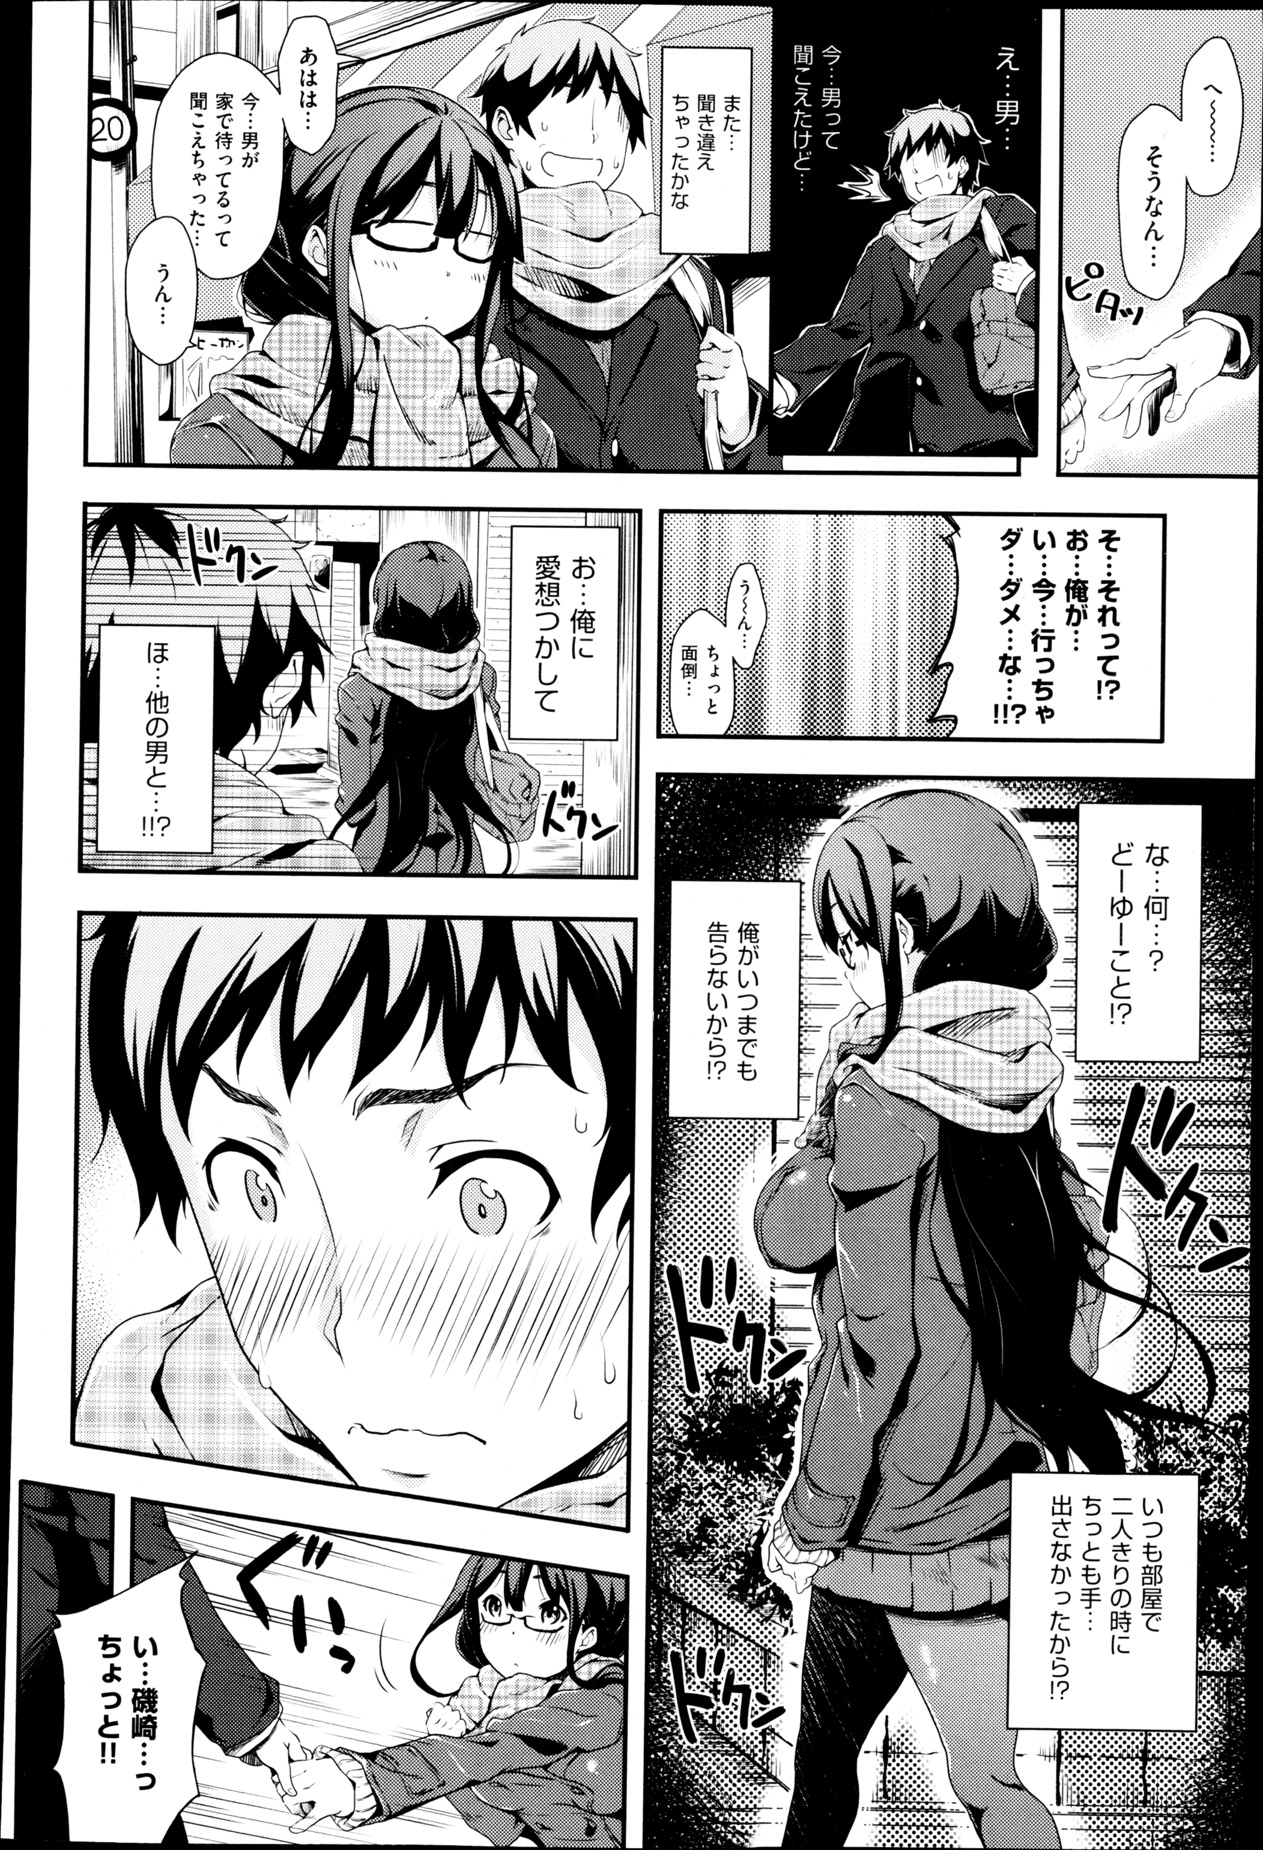 へ〜〜〜〜…
そうなん…
ピタッ
え…男…
今…男って
聞こえたけど…
また…
聞き違え
ちゃったかな
あはは…
今…男が
家で待ってるって
聞こえちゃった…
うん…
20
そ…それって!?
お…俺が…
い…今…行っちゃ
ダ…ダメ…な…!!?
う〜ん…
ちょっと
面倒…
お…俺に
愛想つかして
ドクン
ドクン
ほ…他の男と…!!?
な…何…?
どーゆーこと!?
俺がいつまでも
告らないから!?
ドクン
ドクン
ドクン
いつも部屋で
二人きりの時に
ちっとも手…
出さなかったから!?
ぐいっ
い…磯崎…っ
ちょっと!!